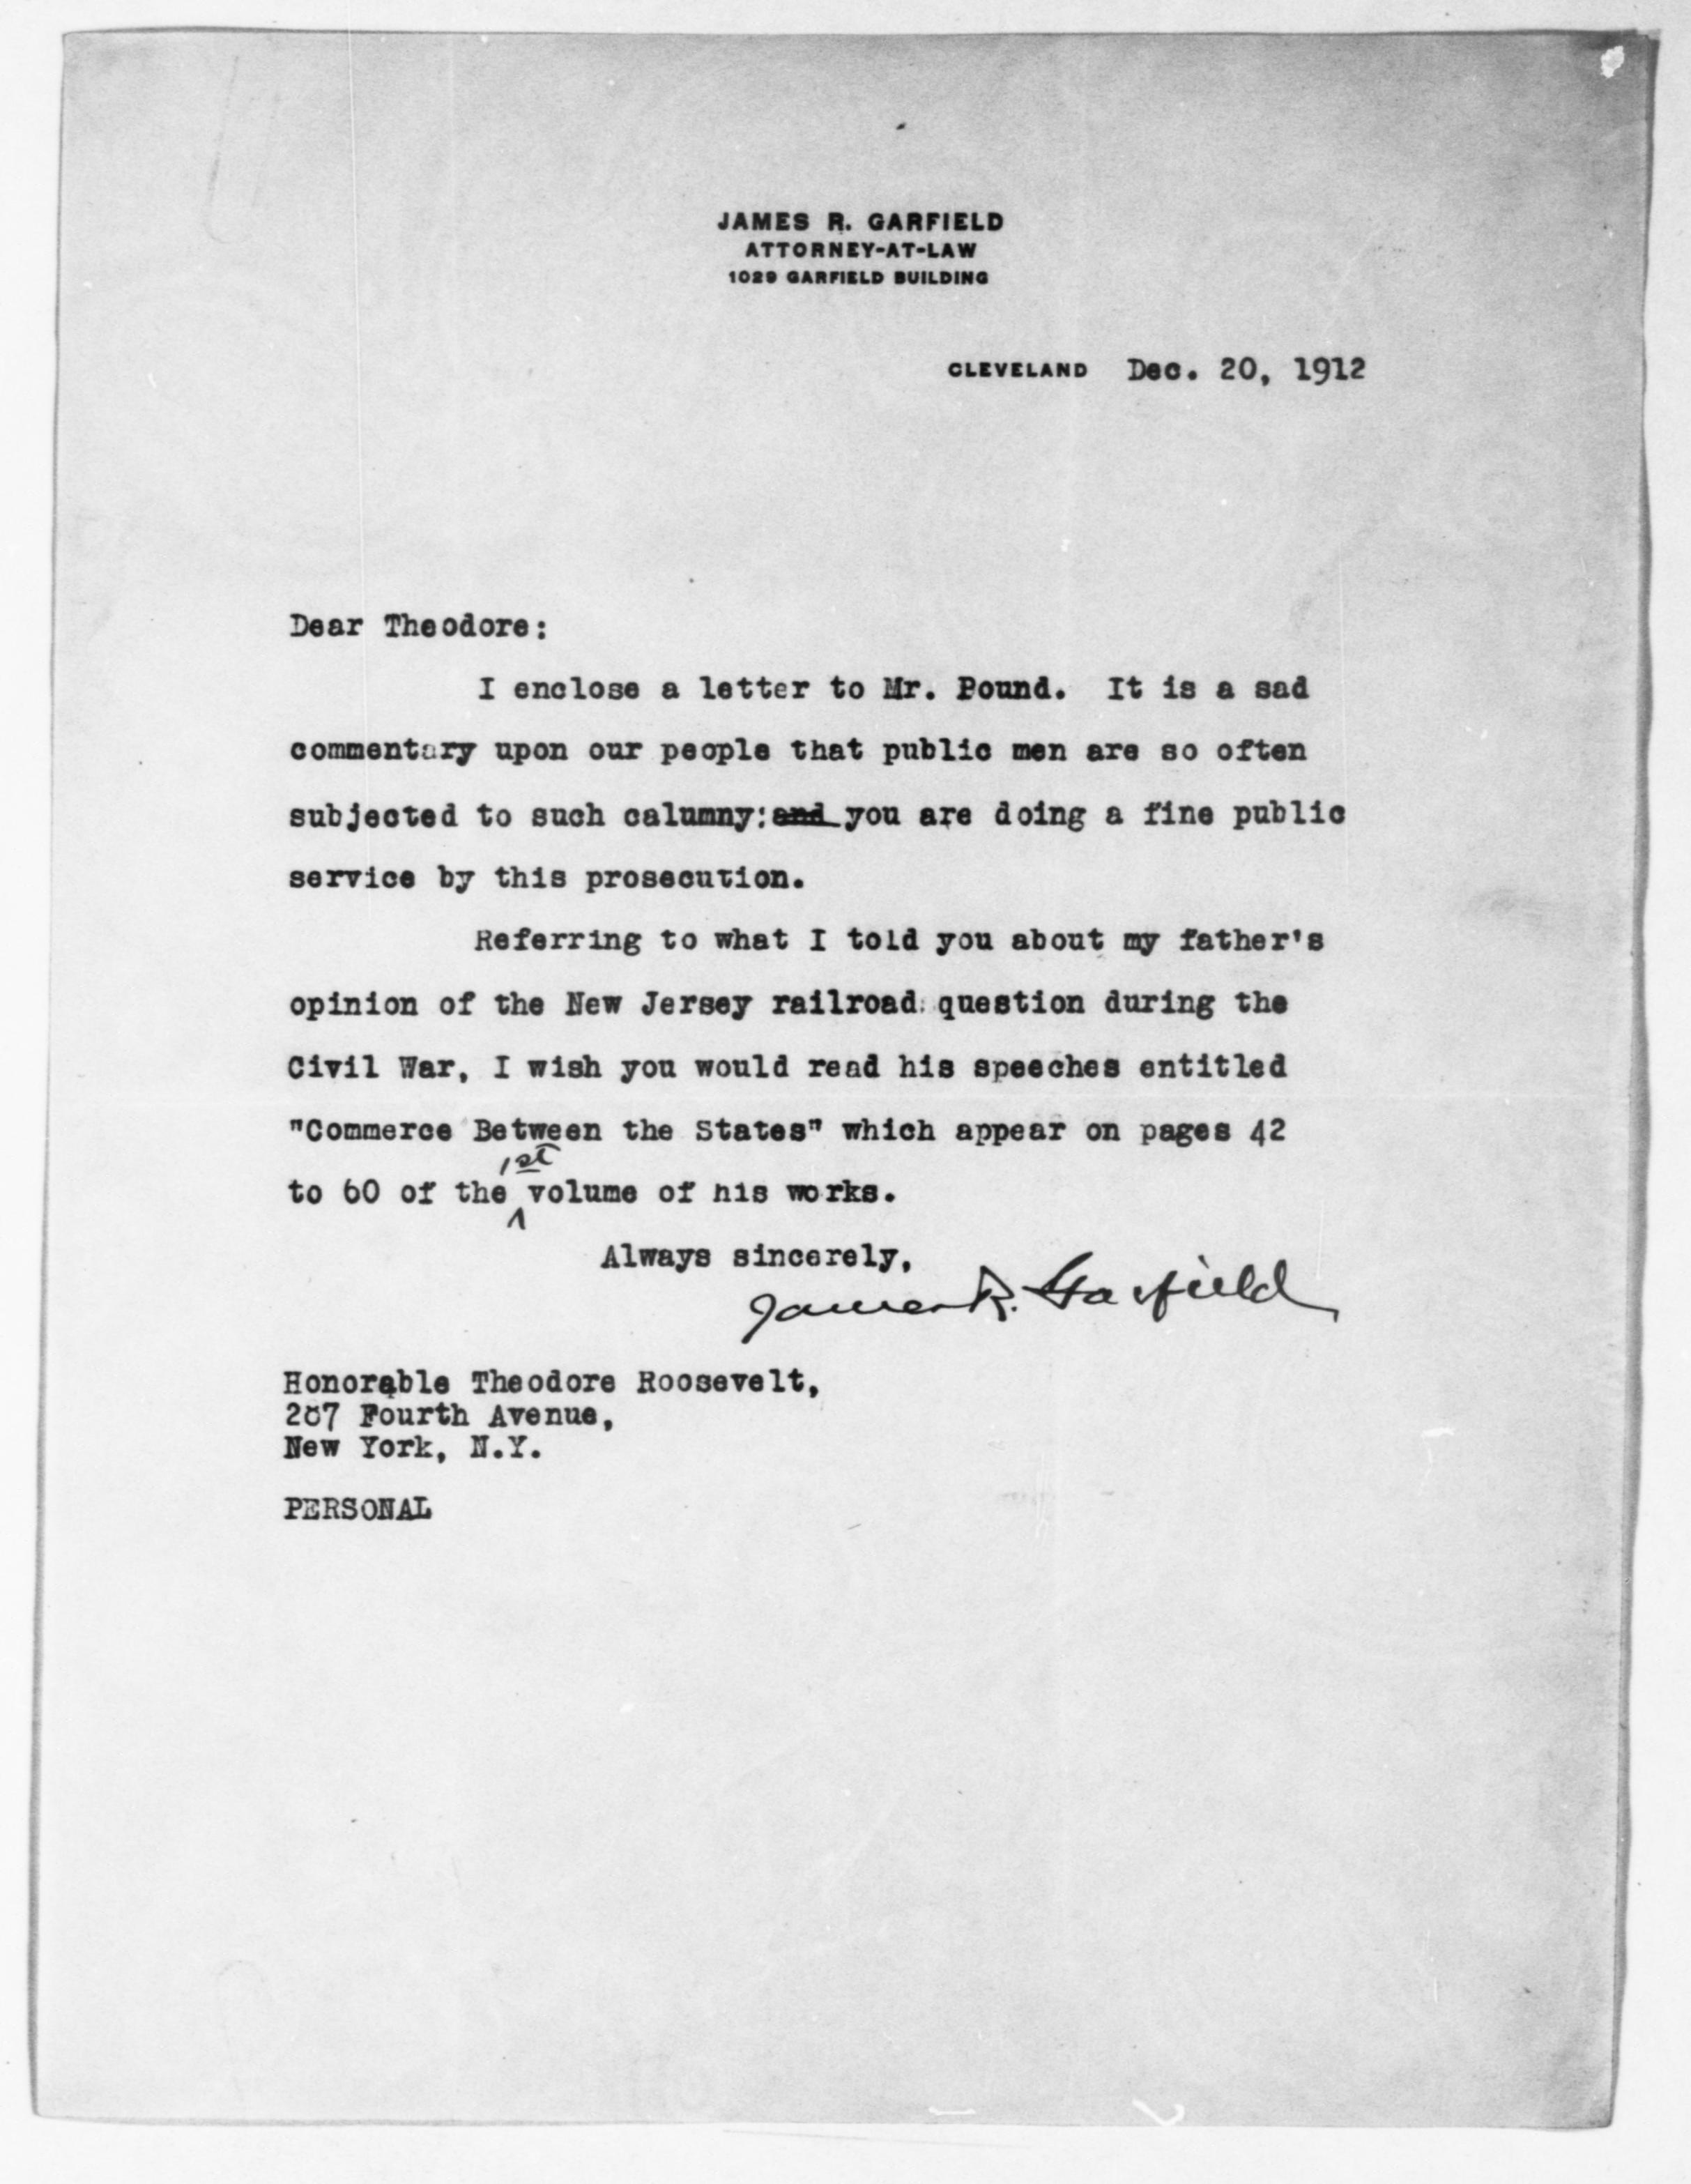 JAMES R. GARFIELD
ATTORNEY-AT-LAW
1029 GARFIELD BUILDING
CLEVELAND Dec. 20, 1912
Dear Theodore:
I enclose a letter to Mr. Pound. It is a sad
commentary upon our people that public men are so often
subjected to such calumny: and you are doing a fine public
service by this prosecution.
Referring to what I told you about my father's
opinion of the New Jersey railroad question during the
Civil War, I wish you would read his speeches entitled
"Commerce Between the States" which appear on pages 42
1st
to 60 of the volume of his works.
Always sincerely,
James R. Garfield
Honorable Theodore Roosevelt,
287 Fourth Avenue,
New York, N.Y.
PERSONAL